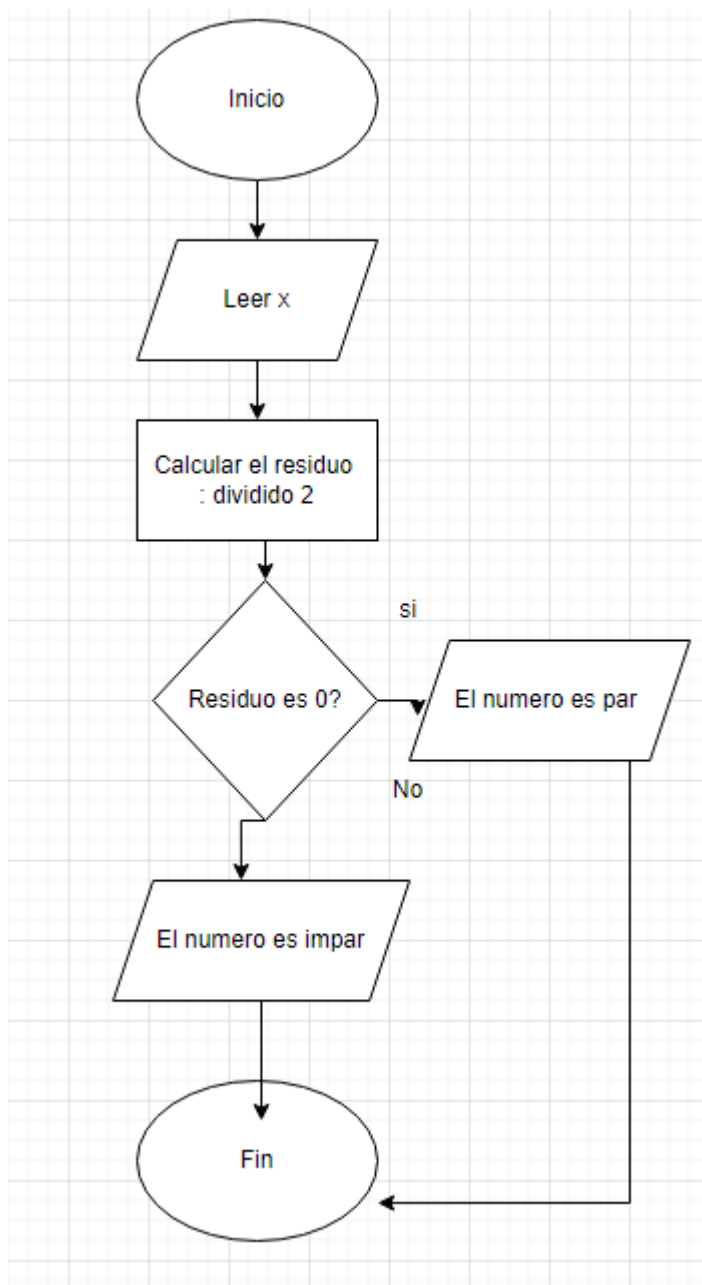 Inicio
Leer x
Calcular el residuo
: dividido 2
si
Residuo es 0?
El numero es par
No
El numero es impar
Fin